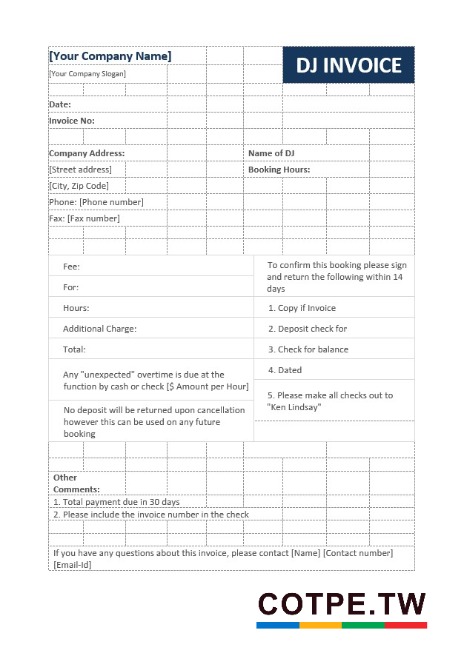 [Your Company Name]
DJ INVOICE
[Your Company Slogan]
Date:
Invoice No:
Company Address:
Name of DJ
[Street address]
Booking Hours:
[City, Zip Code]
Phone: [Phone number]
Fax: [Fax number]
Fee:
For:
Hours:
Additional Charge:
Total:
Any "unexpected" overtime is due at the
function by cash or check [$ Amount per Hour]
No deposit will be returned upon cancellation
however this can be used on any future
booking
To confirm this booking please sign
and return the following within 14
days
1. Copy if Invoice
2. Deposit check for
3. Check for balance
4. Dated
5. Please make all checks out to
"Ken Lindsay"
Other
Comments:
1. Total payment due in 30 days
2. Please include the invoice number in the check
If you have any questions about this invoice, please contact [Name] [Contact number]
[Email-Id]
COTPE.TW